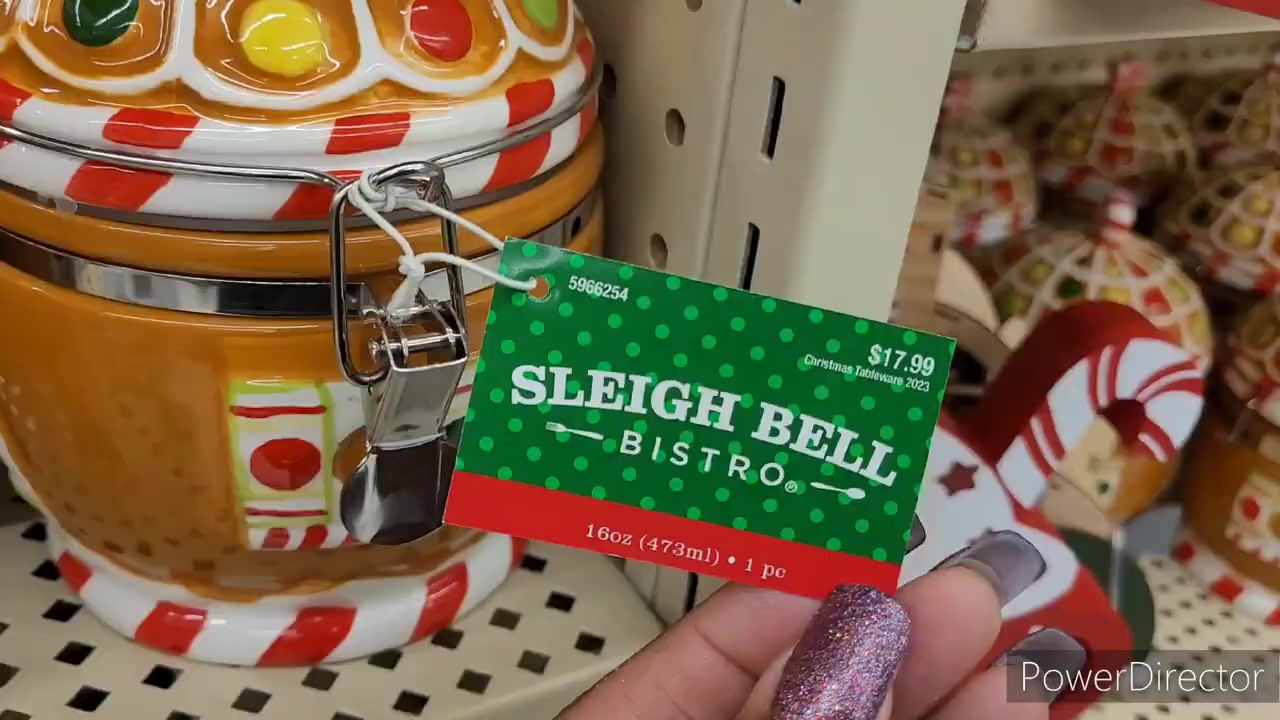 5966254
$17.99
Christmas Tableware 2023
SLEIGH BELL
BISTRO®
16oz (473ml) • 1 pc
PowerDirector